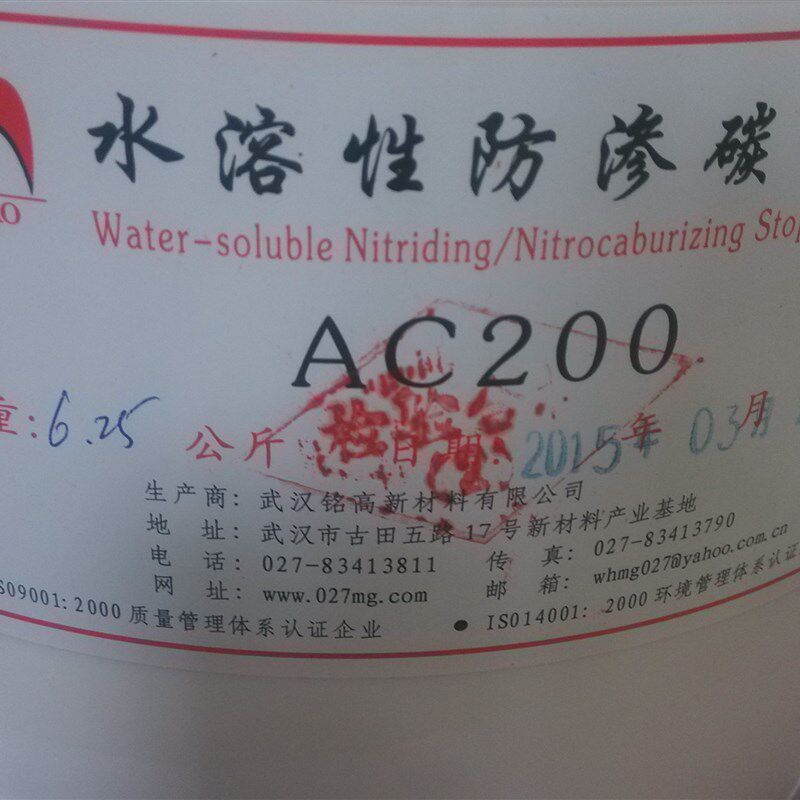 水溶性防渗碳
Water-soluble Nitriding/Nitrocaburizing Stop
AC200
重:6.25 公斤 日期:2015年 03月
检验
生产商：武汉铭高新材料有限公司
地 址：武汉市古田五路17号新材料产业基地
电 话：027-83413811 传 真：027-83413790
网 址：www.027mg.com 邮 箱：whmg027@yahoo.com.cn
SO9001:2000质量管理体系认证企业 ● ISO14001:2000环境管理体系认证